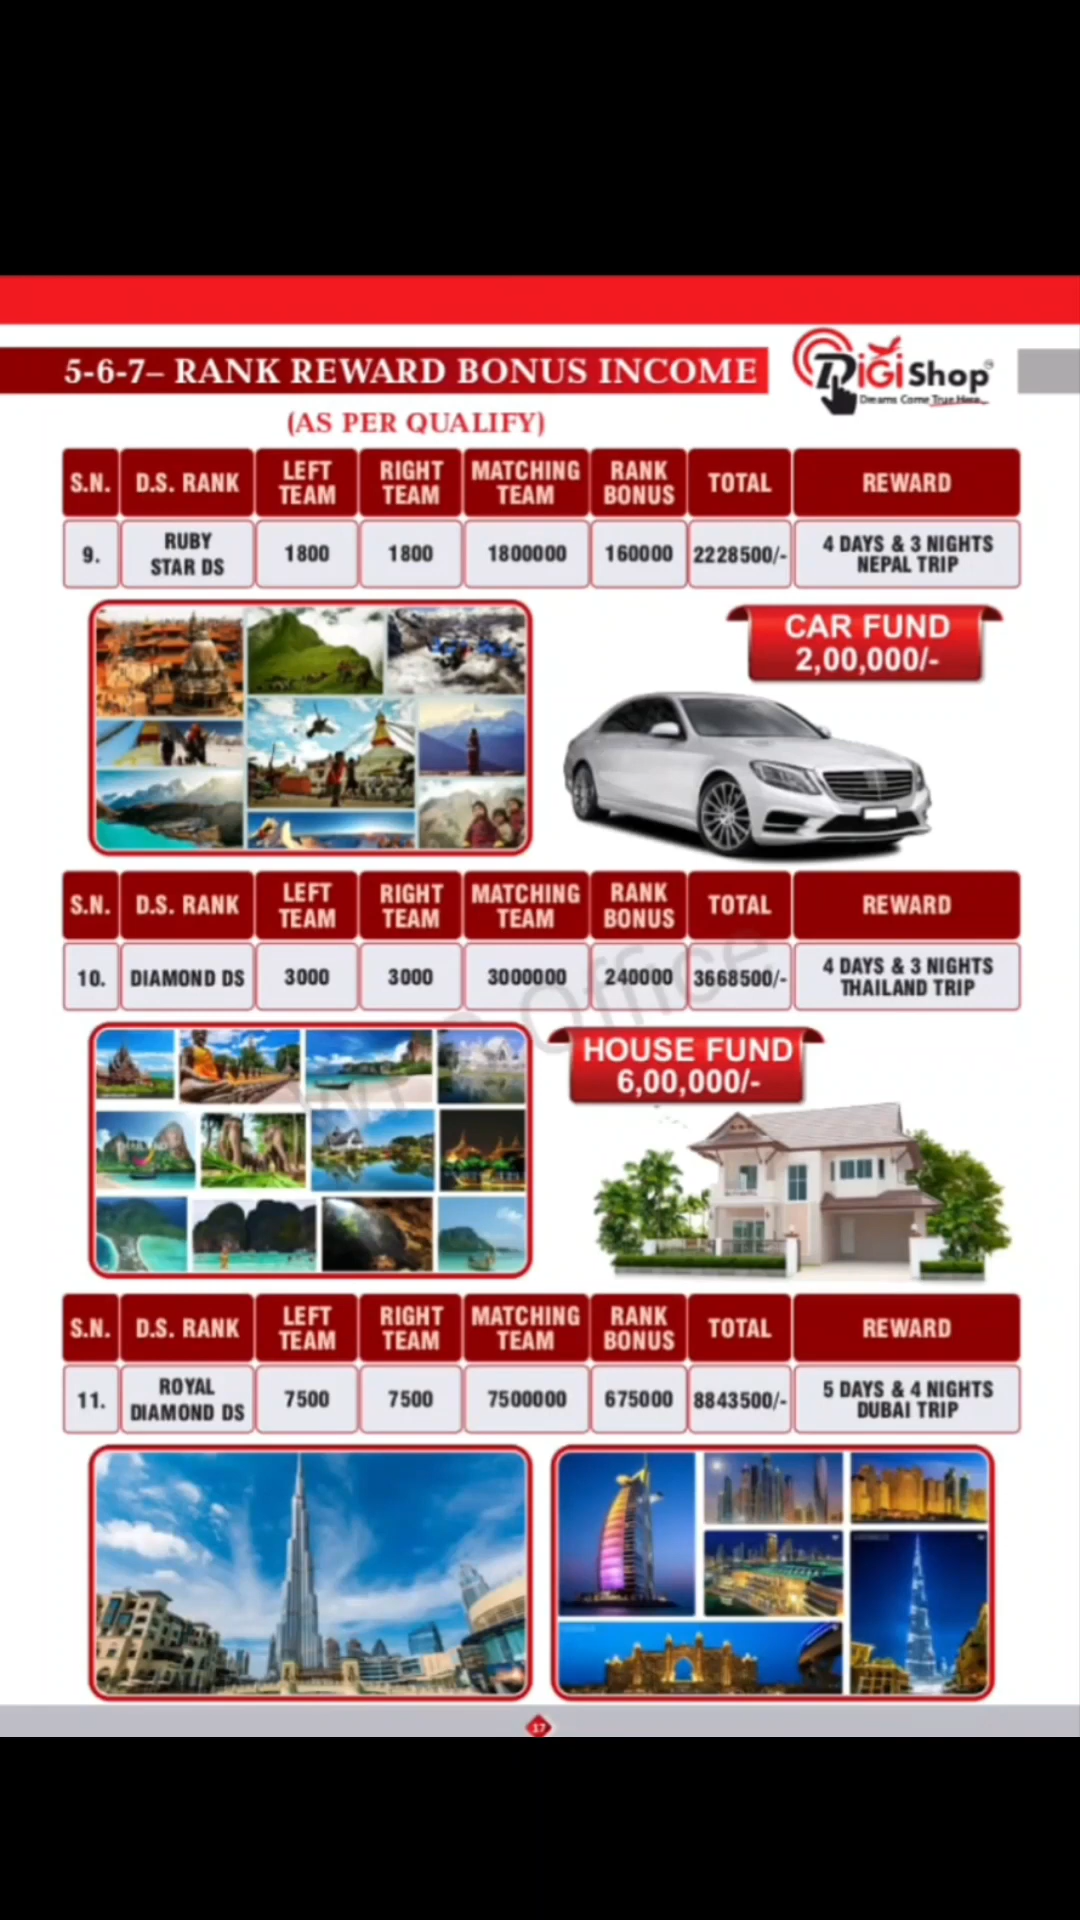 5-6-7– RANK REWARD BONUS INCOME
DiGi Shop
Dreams Come True Here..
(AS PER QUALIFY)
S.N. D.S. RANK LEFT TEAM RIGHT TEAM MATCHING TEAM RANK BONUS TOTAL REWARD
9. RUBY STAR DS 1800 1800 1800000 160000 2228500/- 4 DAYS & 3 NIGHTS NEPAL TRIP
CAR FUND
2,00,000/-
S.N. D.S. RANK LEFT TEAM RIGHT TEAM MATCHING TEAM RANK BONUS TOTAL REWARD
10. DIAMOND DS 3000 3000 3000000 240000 3668500/- 4 DAYS & 3 NIGHTS THAILAND TRIP
Office
HOUSE FUND
6,00,000/-
S.N. D.S. RANK LEFT TEAM RIGHT TEAM MATCHING TEAM RANK BONUS TOTAL REWARD
11. ROYAL DIAMOND DS 7500 7500 7500000 675000 8843500/- 5 DAYS & 4 NIGHTS DUBAI TRIP
17